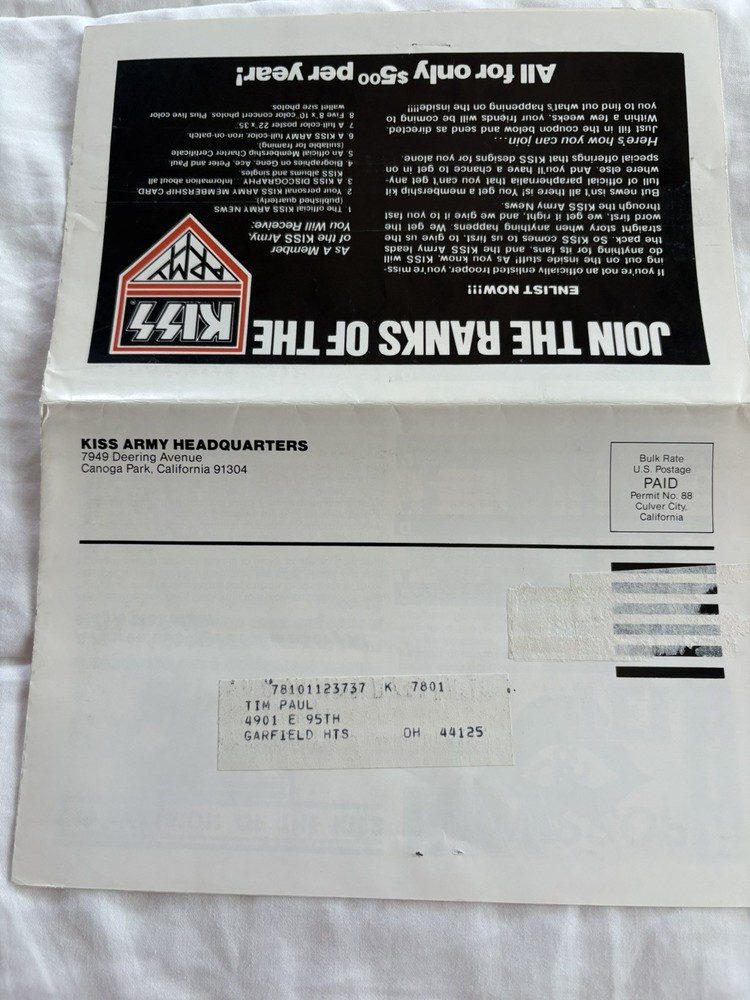 JOIN THE RANKS OF THE
KISS
ARMY
ENLIST NOW!!!!
If you're not an officially enlisted trooper, you're miss-
ing out on the inside stuff! As you know, KISS will
do anything for its fans, and the KISS Army leads
the pack. So KISS comes to us first, to give us the
straight story when anything happens. We get the
word first, we get it right, and we give it to you fast
through the KISS Army News.
But news isn't all there is! You get a membership kit
full of official paraphernalia that you can't get any-
where else. And you'll have a chance to get in on
special offerings that KISS designs for you alone.
Here's how you can join...
Just fill in the coupon below and send as directed.
Within a few weeks, your friends will be coming to
you to find out what's happening on the inside!!!!
As A Member
of the KISS Army,
You Will Receive:
1. The official KISS ARMY NEWS
(published quarterly).
2. Your personal KISS ARMY MEMBERSHIP CARD.
3. A KISS DISCOGRAPHY. Information about all
KISS albums and singles
4. Biographies on Gene, Ace, Peter and Paul.
5. An official Membership Charter Certificate
(suitable for framing).
6. A KISS ARMY full-color, iron-on-patch.
7. A full-color poster 22" x 35".
8. Five 8" x 10" color concert photos. Plus five color
wallet size photos.
All for only $5.00 per year!
KISS ARMY HEADQUARTERS
7949 Deering Avenue
Canoga Park, California 91304
Bulk Rate
U.S. Postage
PAID
Permit No. 88
Culver City,
California
78101123737 K 7801
TIM PAUL
4901 E 95TH
GARFIELD HTS OH 44125